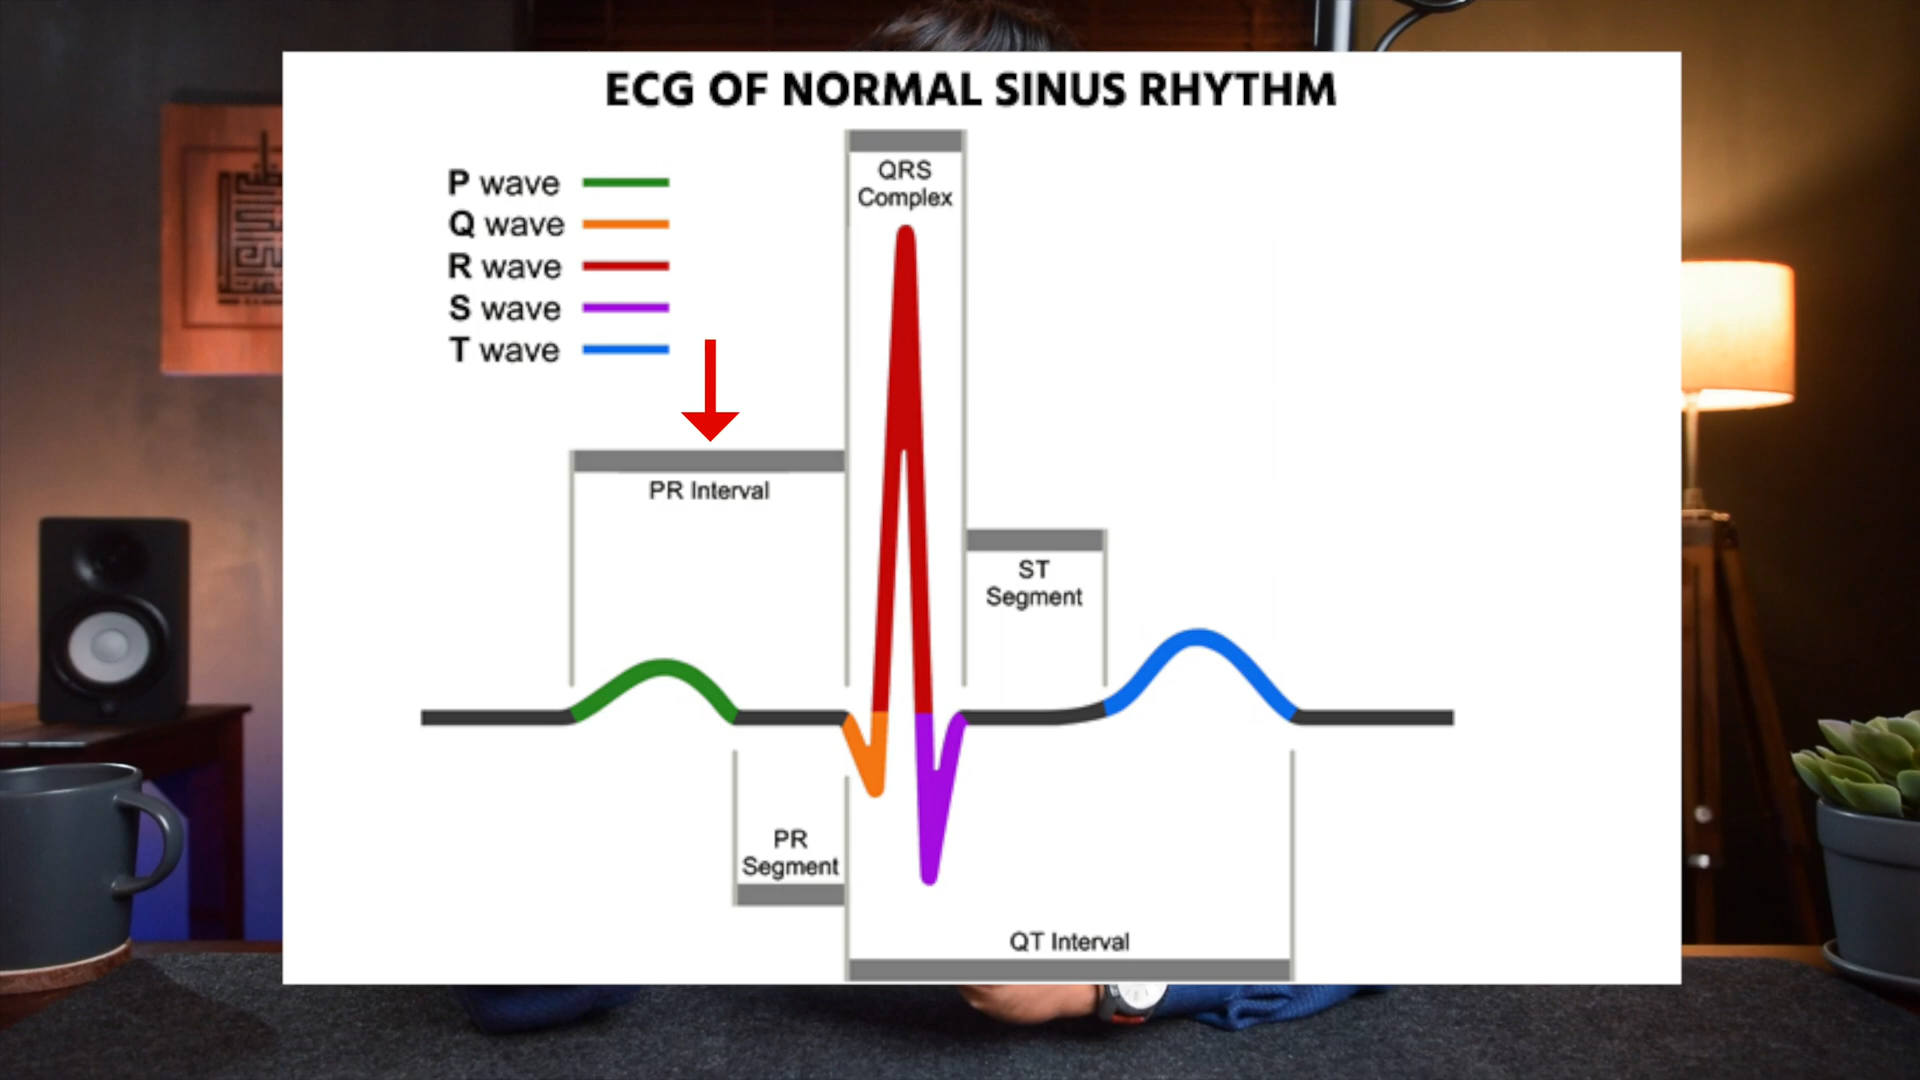 ECG OF NORMAL SINUS RHYTHM
P wave
Q wave
R wave
S wave
T wave
QRS
Complex
PR Interval
ST
Segment
PR
Segment
QT Interval